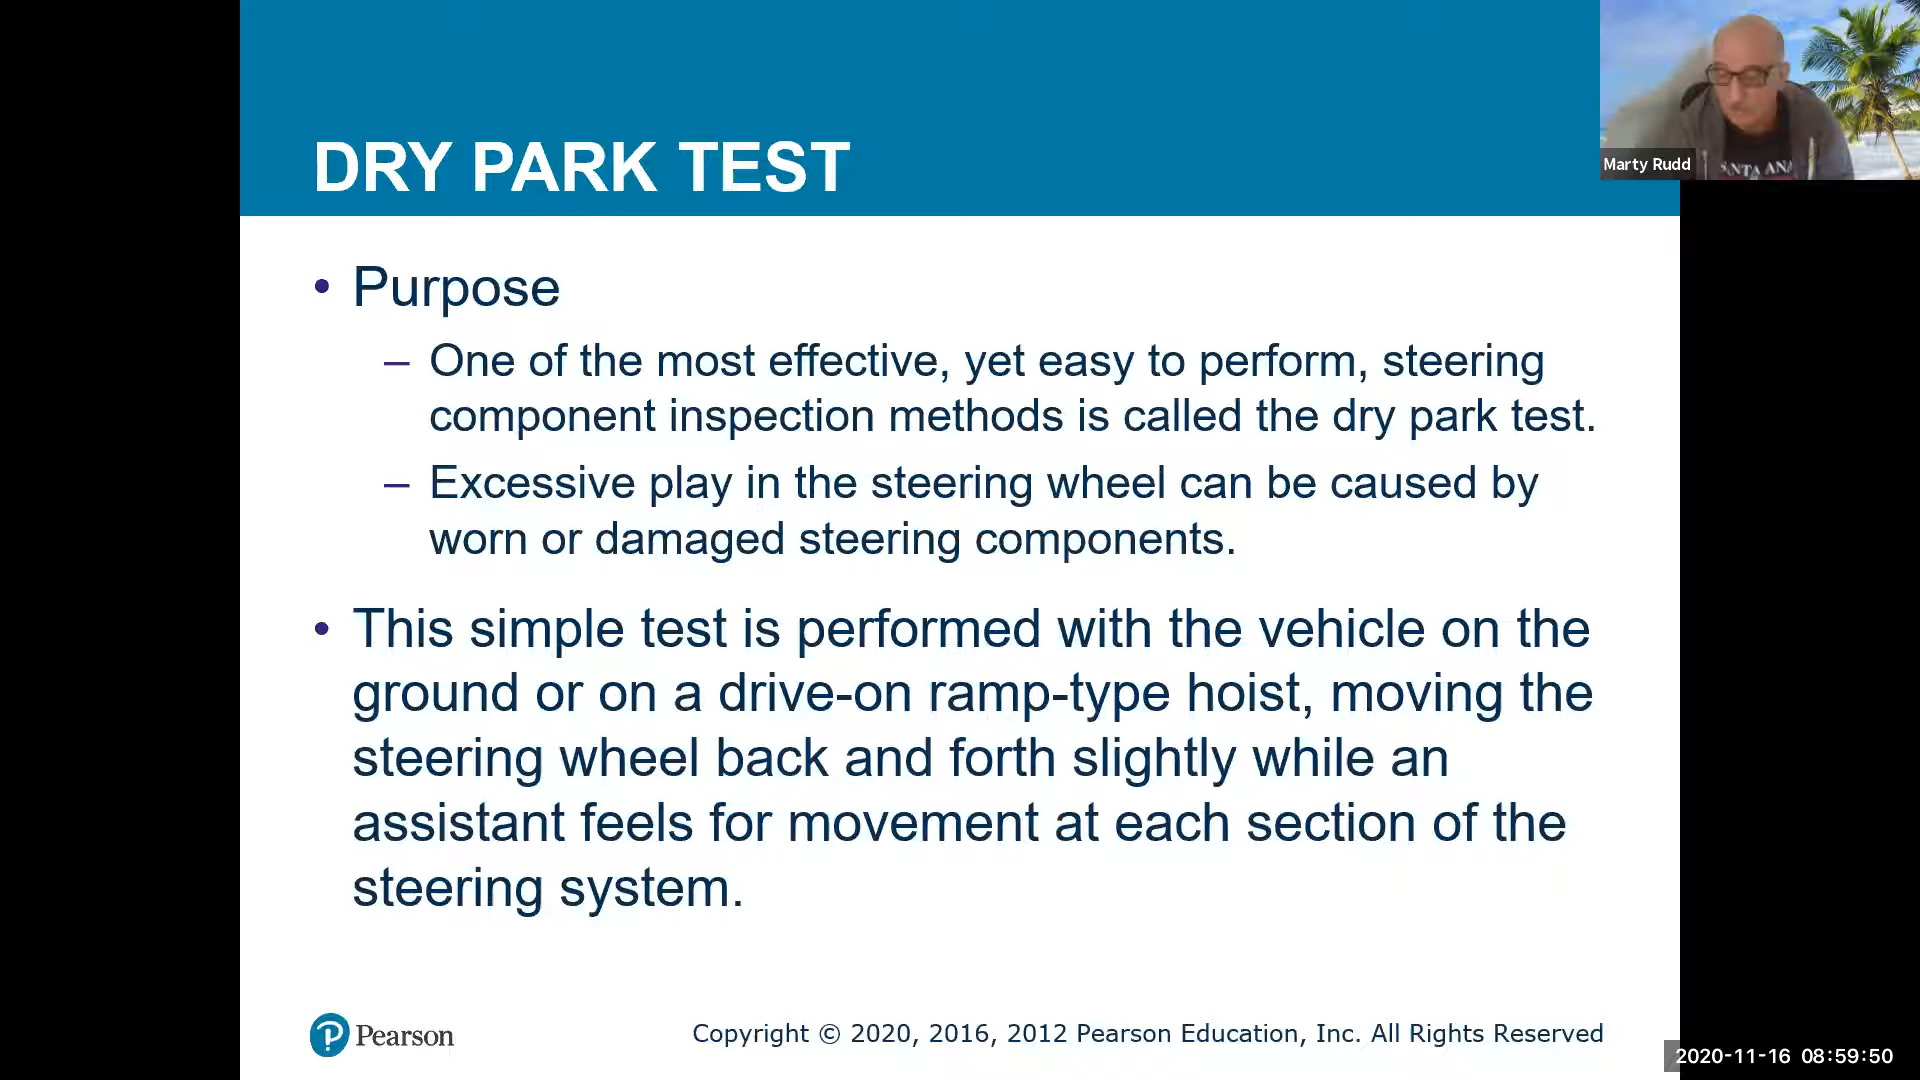 DRY PARK TEST
Marty Rudd
SANTA ANA
• Purpose
– One of the most effective, yet easy to perform, steering
component inspection methods is called the dry park test.
– Excessive play in the steering wheel can be caused by
worn or damaged steering components.
• This simple test is performed with the vehicle on the
ground or on a drive-on ramp-type hoist, moving the
steering wheel back and forth slightly while an
assistant feels for movement at each section of the
steering system.
Pearson
Copyright © 2020, 2016, 2012 Pearson Education, Inc. All Rights Reserved
2020-11-16 08:59:50